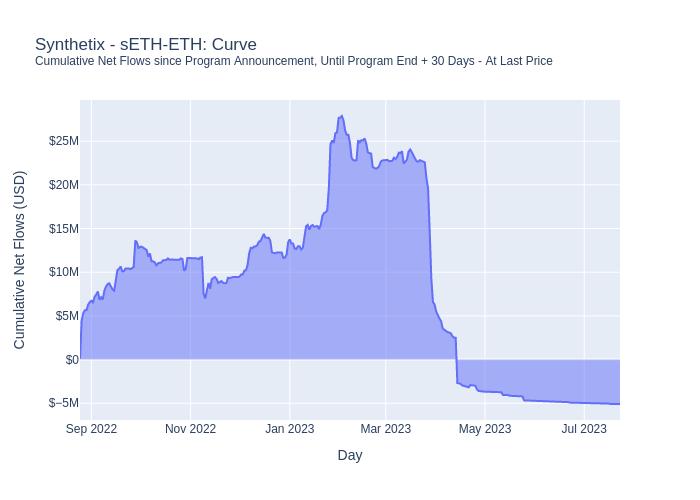 Synthetix - sETH-ETH: Curve
Cumulative Net Flows since Program Announcement, Until Program End + 30 Days - At Last Price
Cumulative Net Flows (USD)
$25M
$20M
$15M
$10M
$5M
$0
$−5M
Sep 2022
Nov 2022
Jan 2023
Mar 2023
May 2023
Jul 2023
Day